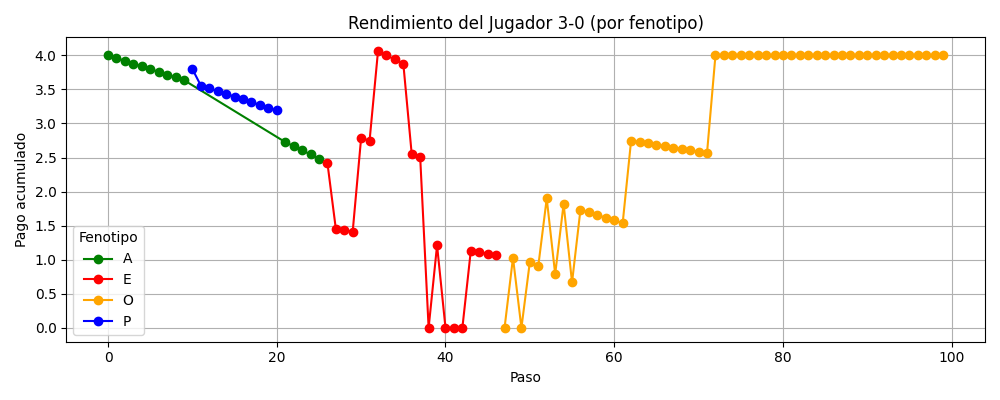 Rendimiento del Jugador 3-0 (por fenotipo)
Pago acumulado
4.0
3.5
3.0
2.5
2.0
1.5
1.0
0.5
0.0
Fenotipo
A
E
O
P
0 20 40 60 80 100
Paso